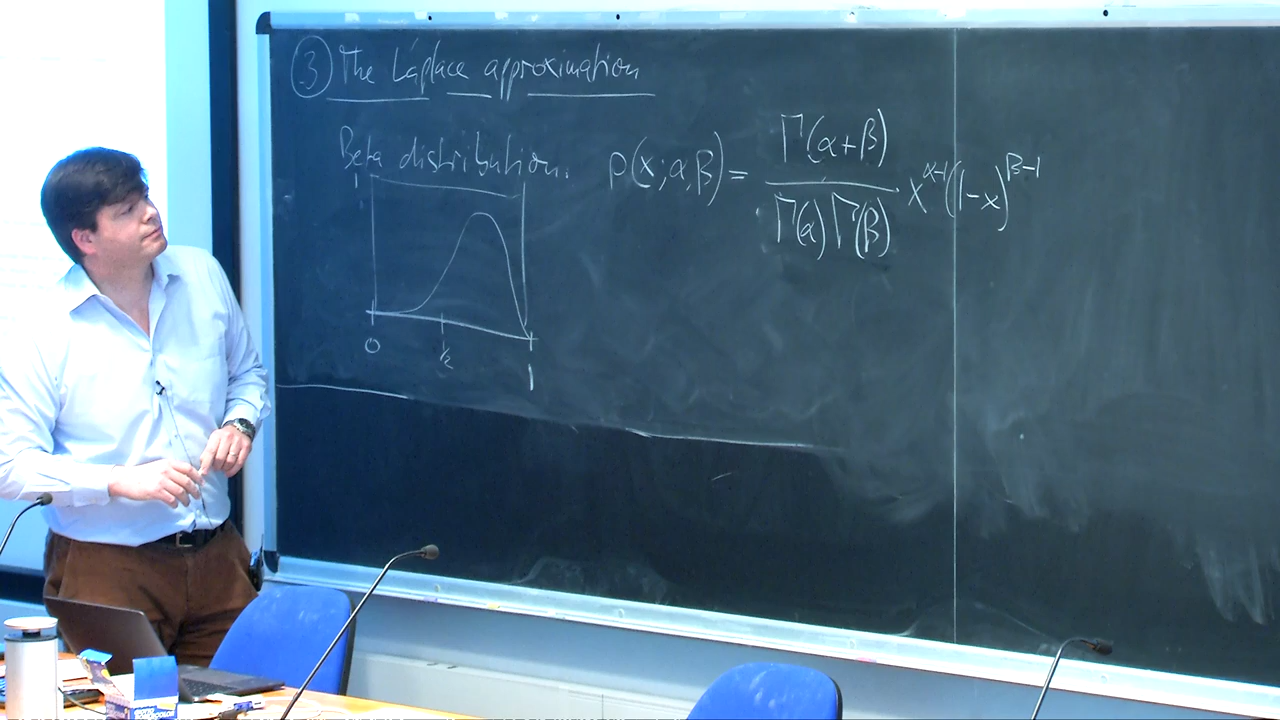 ③ The Laplace approximation
Beta distribution. p(x;α,β) = Γ(α+β) / Γ(α)Γ(β) x^{α-1}(1-x)^{β-1}
1
0 1/2 1